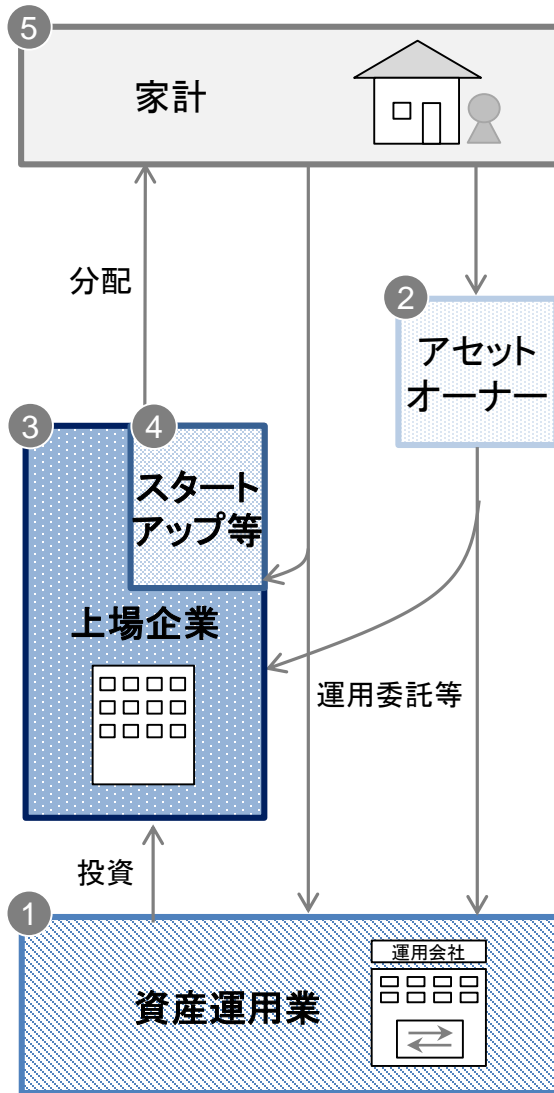 5
家計
分配
2
アセット
オーナー
3
4
スタート
アップ等
上場企業
運用委託等
投資
1
運用会社
資産運用業